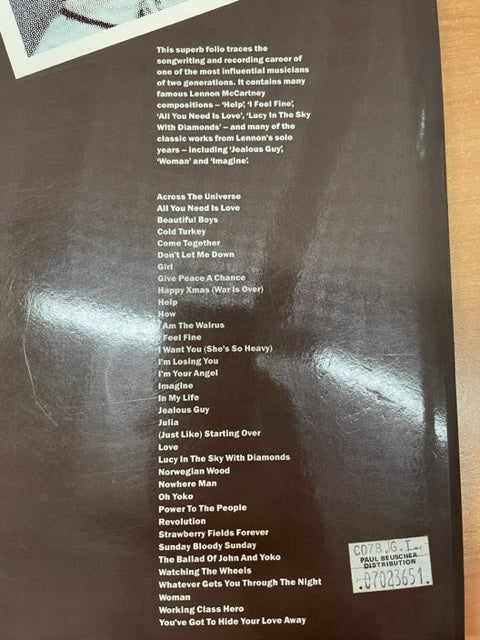 This superb folio traces the
songwriting and recording career of
one of the most influential musicians
of two generations. It contains many
famous Lennon McCartney
compositions – 'Help', 'I Feel Fine',
'All You Need Is Love', 'Lucy In The Sky
With Diamonds' – and many of the
classic works from Lennon's solo
years – including 'Jealous Guy',
'Woman' and 'Imagine'.
Across The Universe
All You Need Is Love
Beautiful Boys
Cold Turkey
Come Together
Don't Let Me Down
Girl
Give Peace A Chance
Happy Xmas (War Is Over)
Help
How
I Am The Walrus
I Feel Fine
I Want You (She's So Heavy)
I'm Losing You
I'm Your Angel
Imagine
In My Life
Jealous Guy
Julia
(Just Like) Starting Over
Love
Lucy In The Sky With Diamonds
Norwegian Wood
Nowhere Man
Oh Yoko
Power To The People
Revolution
Strawberry Fields Forever
Sunday Bloody Sunday
The Ballad Of John And Yoko
Watching The Wheels
Whatever Gets You Through The Night
Woman
Working Class Hero
You've Got To Hide Your Love Away
PAUL BEUSCHER
DISTRIBUTION
.07023651.